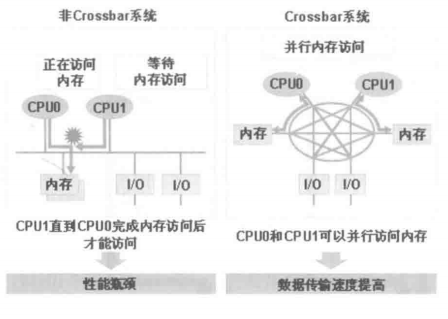 非Crossbar系统
正在访问
内存
等待
内存访问
CPU0
CPU1
内存
I/O
I/O
CPU1直到CPU0完成内存访问后
才能访问
性能瓶颈
Crossbar系统
并行内存访问
CPU0
CPU1
内存
内存
I/O
I/O
CPU0和CPU1可以并行访问内存
数据传输速度提高